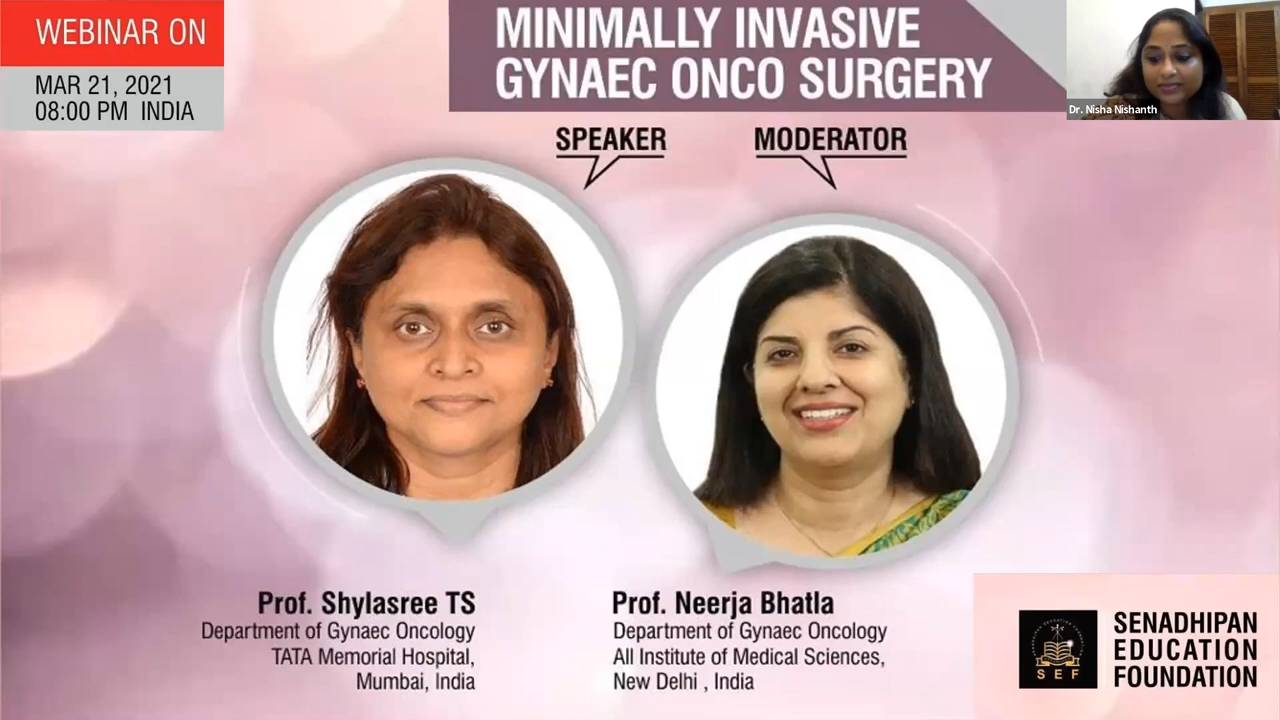 WEBINAR ON
MAR 21, 2021
08:00 PM INDIA
MINIMALLY INVASIVE
GYNAEC ONCO SURGERY
Dr. Nisha Nishanth
SPEAKER
MODERATOR
Prof. Shylasree TS
Department of Gynaec Oncology
TATA Memorial Hospital,
Mumbai, India
Prof. Neerja Bhatla
Department of Gynaec Oncology
All Institute of Medical Sciences,
New Delhi , India
SEF
SENADHIPAN
EDUCATION
FOUNDATION